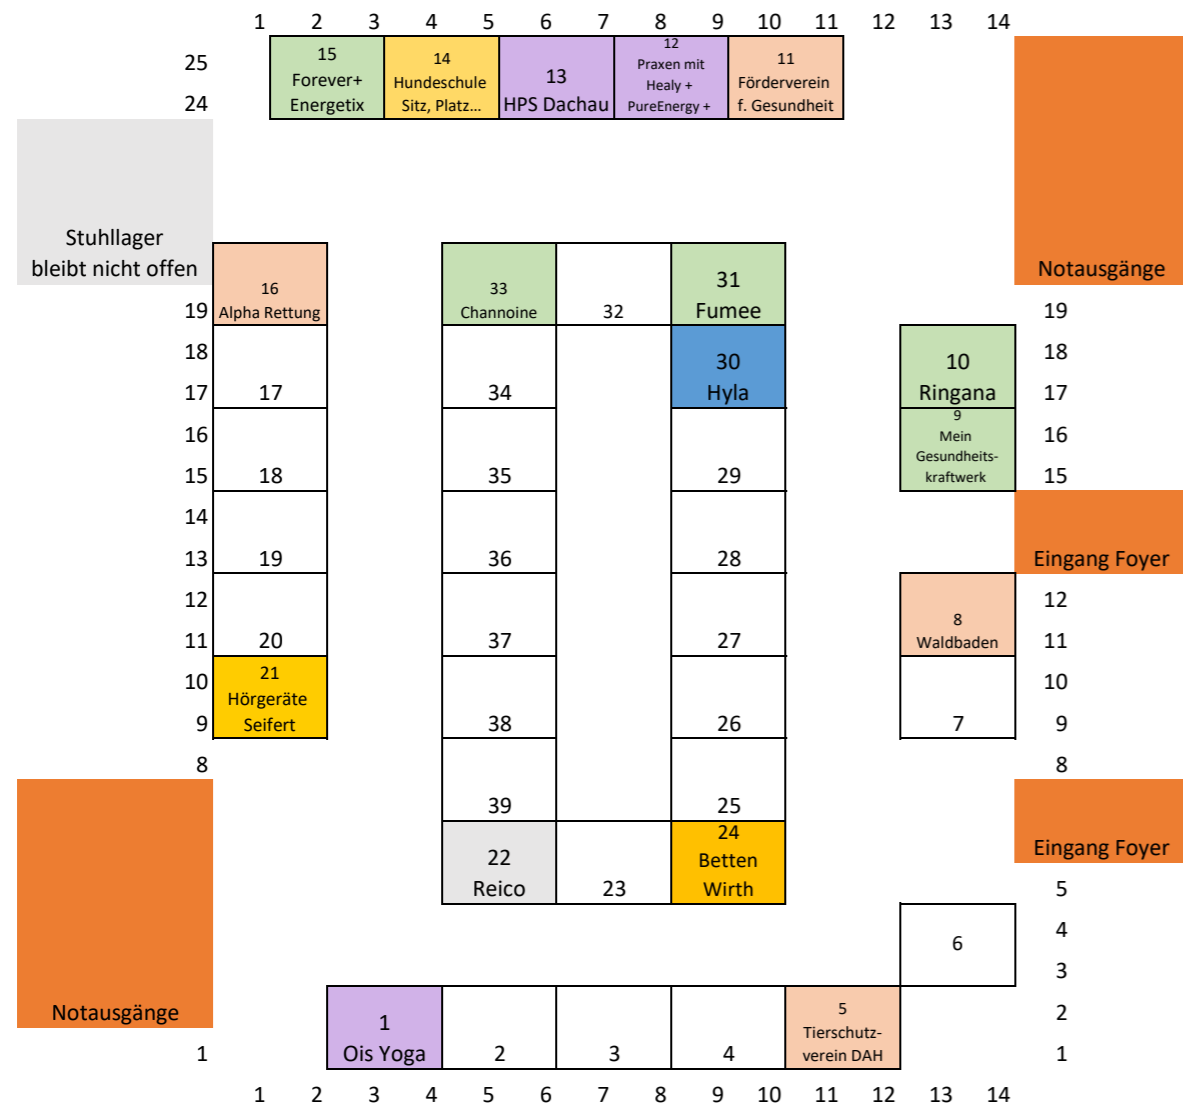 1 2 3 4 5 6 7 8 9 10 11 12 13 14
25
24
15
Forever+
Energetix
14
Hundeschule
Sitz, Platz...
13
HPS Dachau
12
Praxen mit
Healy +
PureEnergy +
11
Förderverein
f. Gesundheit
Stuhllager
bleibt nicht offen
Notausgänge
19
16
Alpha Rettung
33
Channoine
32
31
Fumee
19
18
30
Hyla
10
Ringana
18
17
17
34
17
16
9
Mein
Gesundheits-
kraftwerk
16
15
18
35
29
15
14
13
19
36
28
Eingang Foyer
12
8
Waldbaden
12
11
20
37
27
11
10
21
Hörgeräte
Seifert
10
9
38
26
7
9
8
8
39
25
Eingang Foyer
22
Reico
23
24
Betten
Wirth
5
6
4
3
Notausgänge
2
1
1
Ois Yoga
2
3
4
5
Tierschutz-
verein DAH
1
1 2 3 4 5 6 7 8 9 10 11 12 13 14